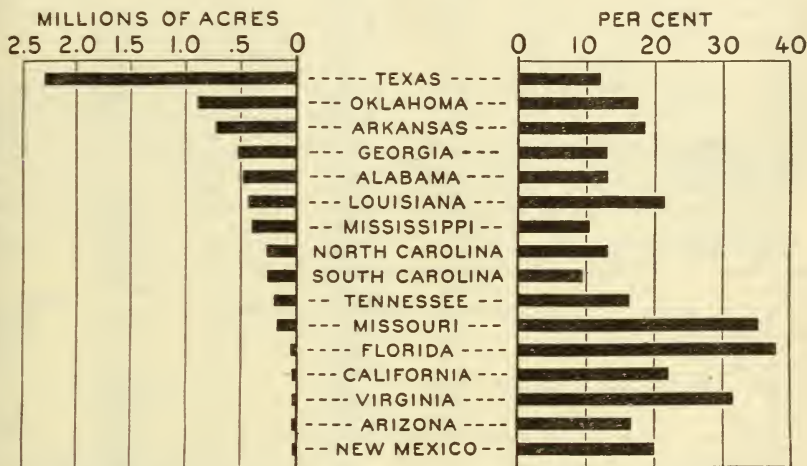 MILLIONS OF ACRES PER CENT
2.5 2.0 1.5 1.0 .5 0 0 10 20 30 40
TEXAS
OKLAHOMA
ARKANSAS
GEORGIA
ALABAMA
LOUISIANA
MISSISSIPPI
NORTH CAROLINA
SOUTH CAROLINA
TENNESSEE
MISSOURI
FLORIDA
CALIFORNIA
VIRGINIA
ARIZONA
NEW MEXICO